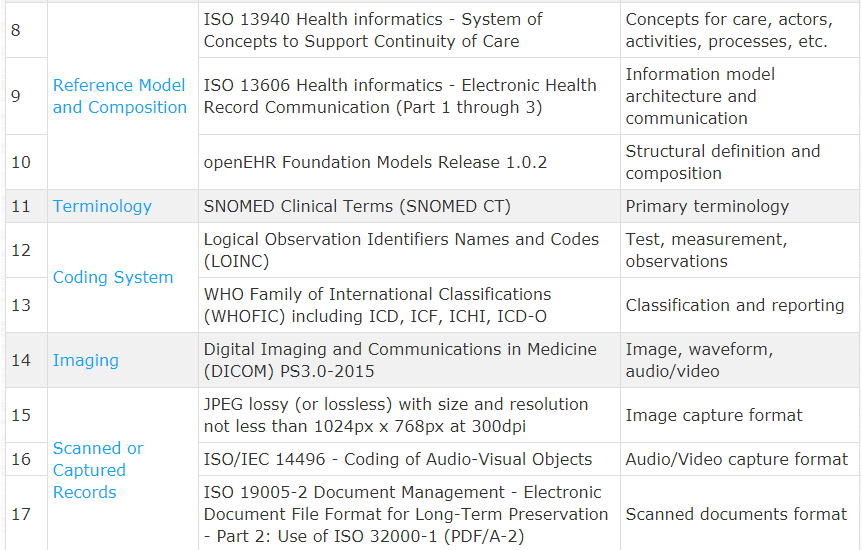 8
ISO 13940 Health informatics - System of
Concepts to Support Continuity of Care
Concepts for care, actors,
activities, processes, etc.
Reference Model
and Composition
9
ISO 13606 Health informatics - Electronic Health
Record Communication (Part 1 through 3)
Information model
architecture and
communication
10
openEHR Foundation Models Release 1.0.2
Structural definition and
composition
11
Terminology
SNOMED Clinical Terms (SNOMED CT)
Primary terminology
12
Coding System
Logical Observation Identifiers Names and Codes
(LOINC)
Test, measurement,
observations
13
WHO Family of International Classifications
(WHOFIC) including ICD, ICF, ICHI, ICD-O
Classification and reporting
14
Imaging
Digital Imaging and Communications in Medicine
(DICOM) PS3.0-2015
Image, waveform,
audio/video
15
Scanned or
Captured
Records
JPEG lossy (or lossless) with size and resolution
not less than 1024px x 768px at 300dpi
Image capture format
16
ISO/IEC 14496 - Coding of Audio-Visual Objects
Audio/Video capture format
17
ISO 19005-2 Document Management - Electronic
Document File Format for Long-Term Preservation
- Part 2: Use of ISO 32000-1 (PDF/A-2)
Scanned documents format